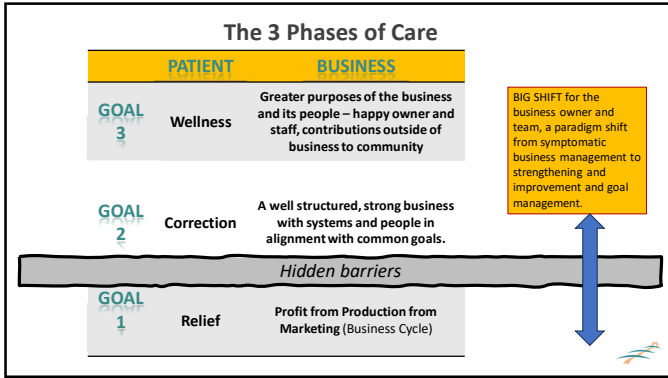 The 3 Phases of Care
PATIENT BUSINESS
GOAL
3
Wellness
Greater purposes of the business
and its people – happy owner and
staff, contributions outside of
business to community
GOAL
2
Correction
A well structured, strong business
with systems and people in
alignment with common goals.
Hidden barriers
GOAL
1
Relief
Profit from Production from
Marketing (Business Cycle)
BIG SHIFT for the
business owner and
team, a paradigm shift
from symptomatic
business management to
strengthening and
improvement and goal
management.